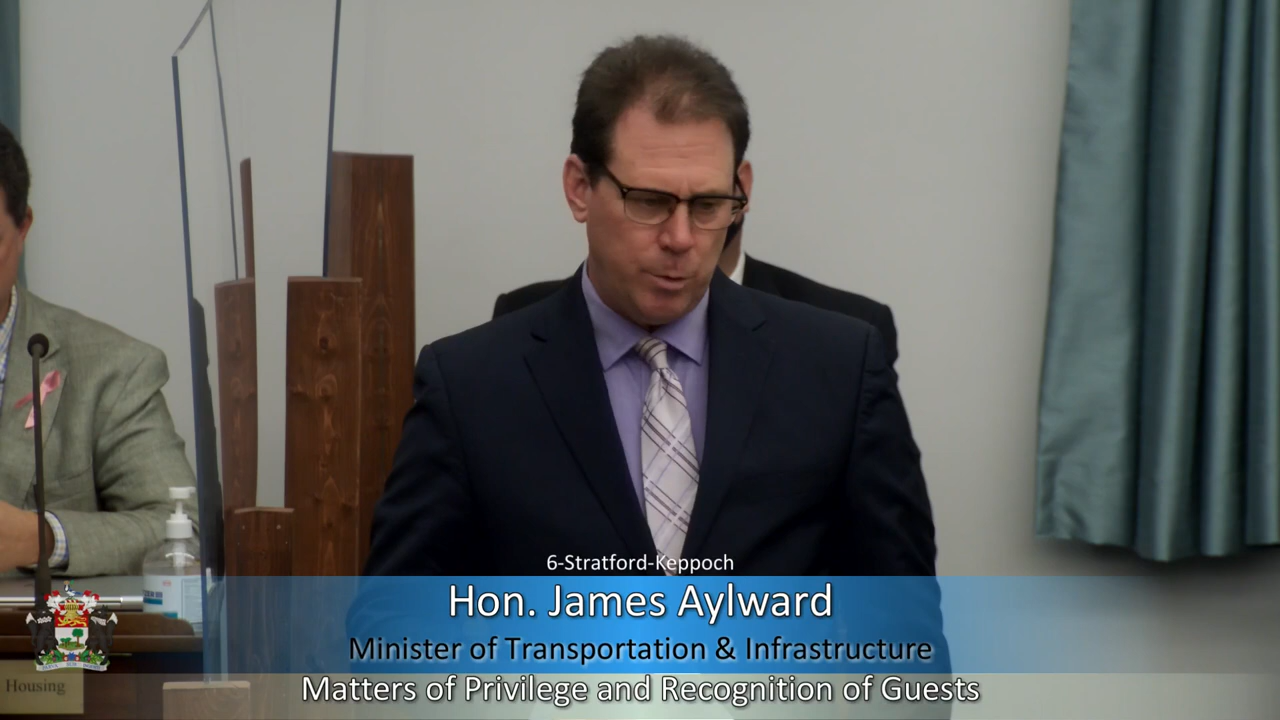 6-Stratford-Keppoch
Hon. James Aylward
Minister of Transportation & Infrastructure
Matters of Privilege and Recognition of Guests
Housing